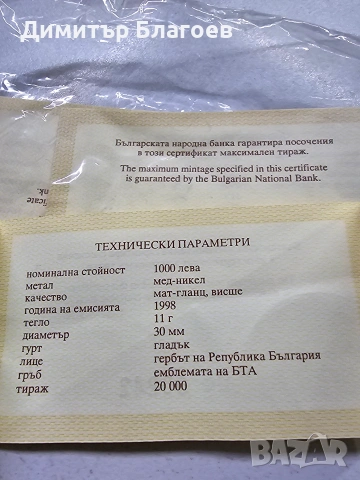 Димитър Благоев
Българската народна банка гарантира посочения
в този сертификат максимален тираж.
The maximum mintage specified in this certificate
is guaranteed by the Bulgarian National Bank.
ficate
nk.
ТЕХНИЧЕСКИ ПАРАМЕТРИ
номинална стойност 1000 лева
метал мед-никел
качество мат-гланц, висше
година на емисията 1998
тегло 11 г
диаметър 30 мм
гурт гладък
лице гербът на Република България
гръб емблемата на БТА
тираж 20 000
BAZAR